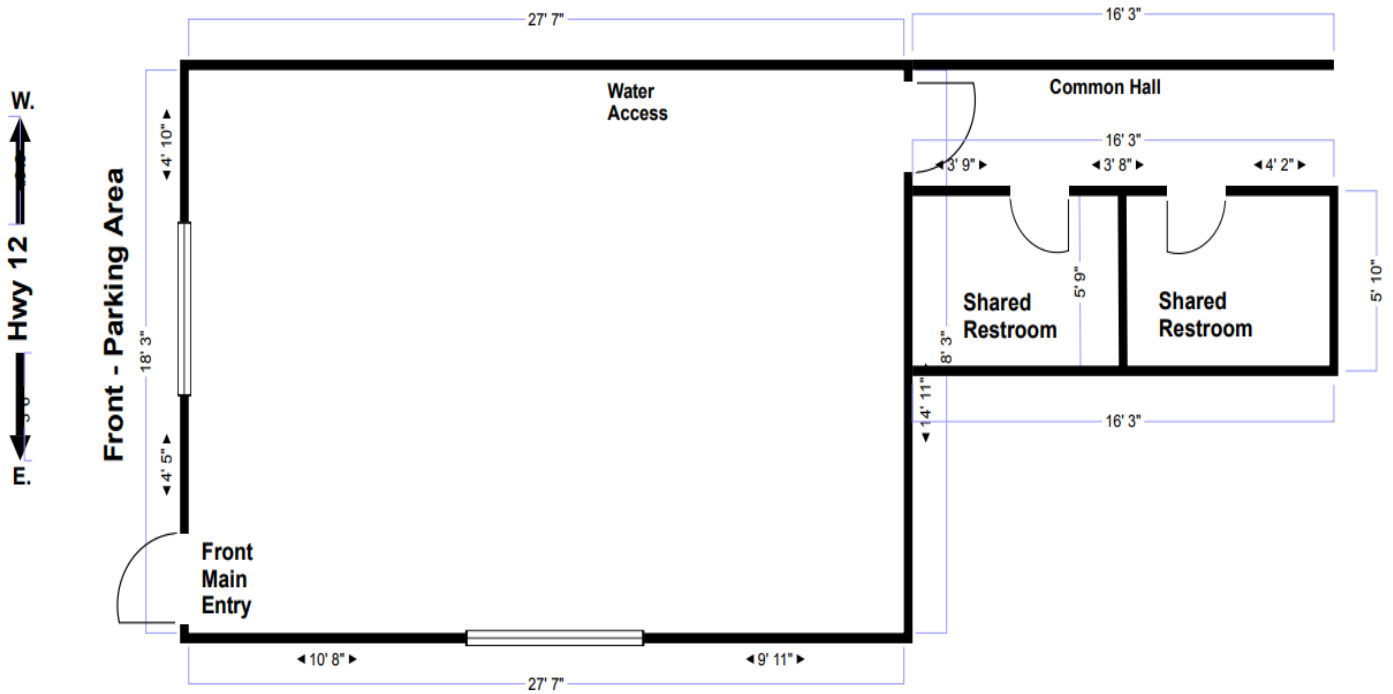 27' 7"
16' 3"
W.
Water
Access
Common Hall
4' 10"
16' 3"
3' 9"
3' 8"
4' 2"
Front - Parking Area
Hwy 12
18' 3"
5' 9"
5' 10"
Shared
Restroom
Shared
Restroom
8' 3"
14' 11"
16' 3"
4' 5"
E.
Front
Main
Entry
10' 8"
9' 11"
27' 7"